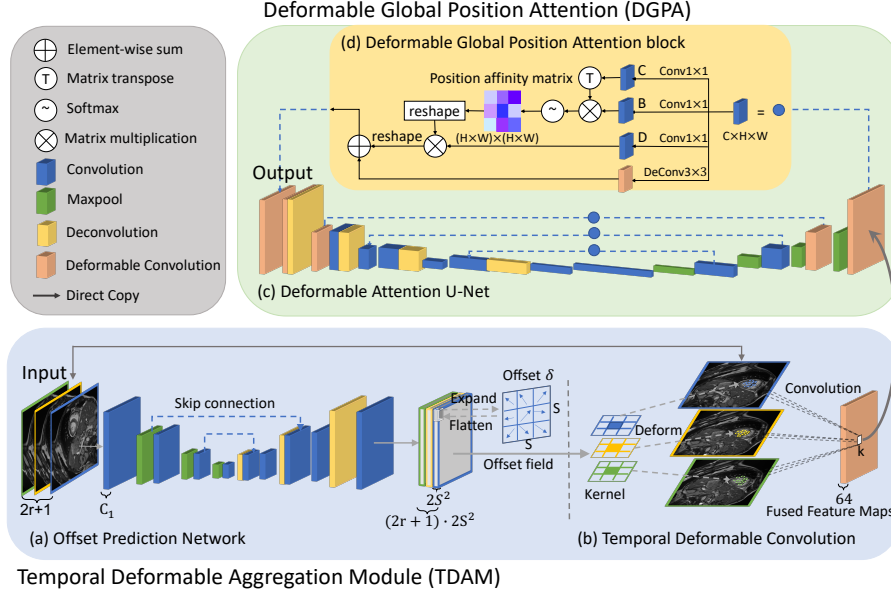 Deformable Global Position Attention (DGPA)
Element-wise sum
T
Matrix transpose
~
Softmax
Matrix multiplication
Convolution
Maxpool
Deconvolution
Deformable Convolution
Direct Copy
(d) Deformable Global Position Attention block
Position affinity matrix
T
C
Conv1×1
reshape
~
B
Conv1×1
=
C×H×W
reshape
(H×W)×(H×W)
D
Conv1×1
DeConv3×3
Output
(c) Deformable Attention U-Net
Input
Skip connection
2r+1
C₁
(a) Offset Prediction Network
Offset δ
Expand
Flatten
S
S
Offset field
2S²
(2r + 1) · 2S²
Deform
Kernel
Convolution
k
64
Fused Feature Maps
(b) Temporal Deformable Convolution
Temporal Deformable Aggregation Module (TDAM)